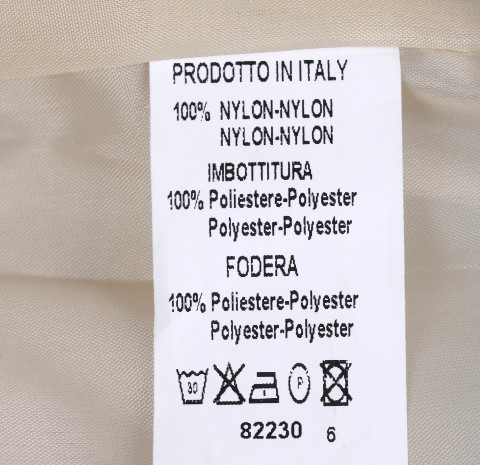 PRODOTTO IN ITALY
100% NYLON-NYLON
NYLON-NYLON
IMBOTTITURA
100% Poliestere-Polyester
Polyester-Polyester
FODERA
100% Poliestere-Polyester
Polyester-Polyester
30 P
82230 6